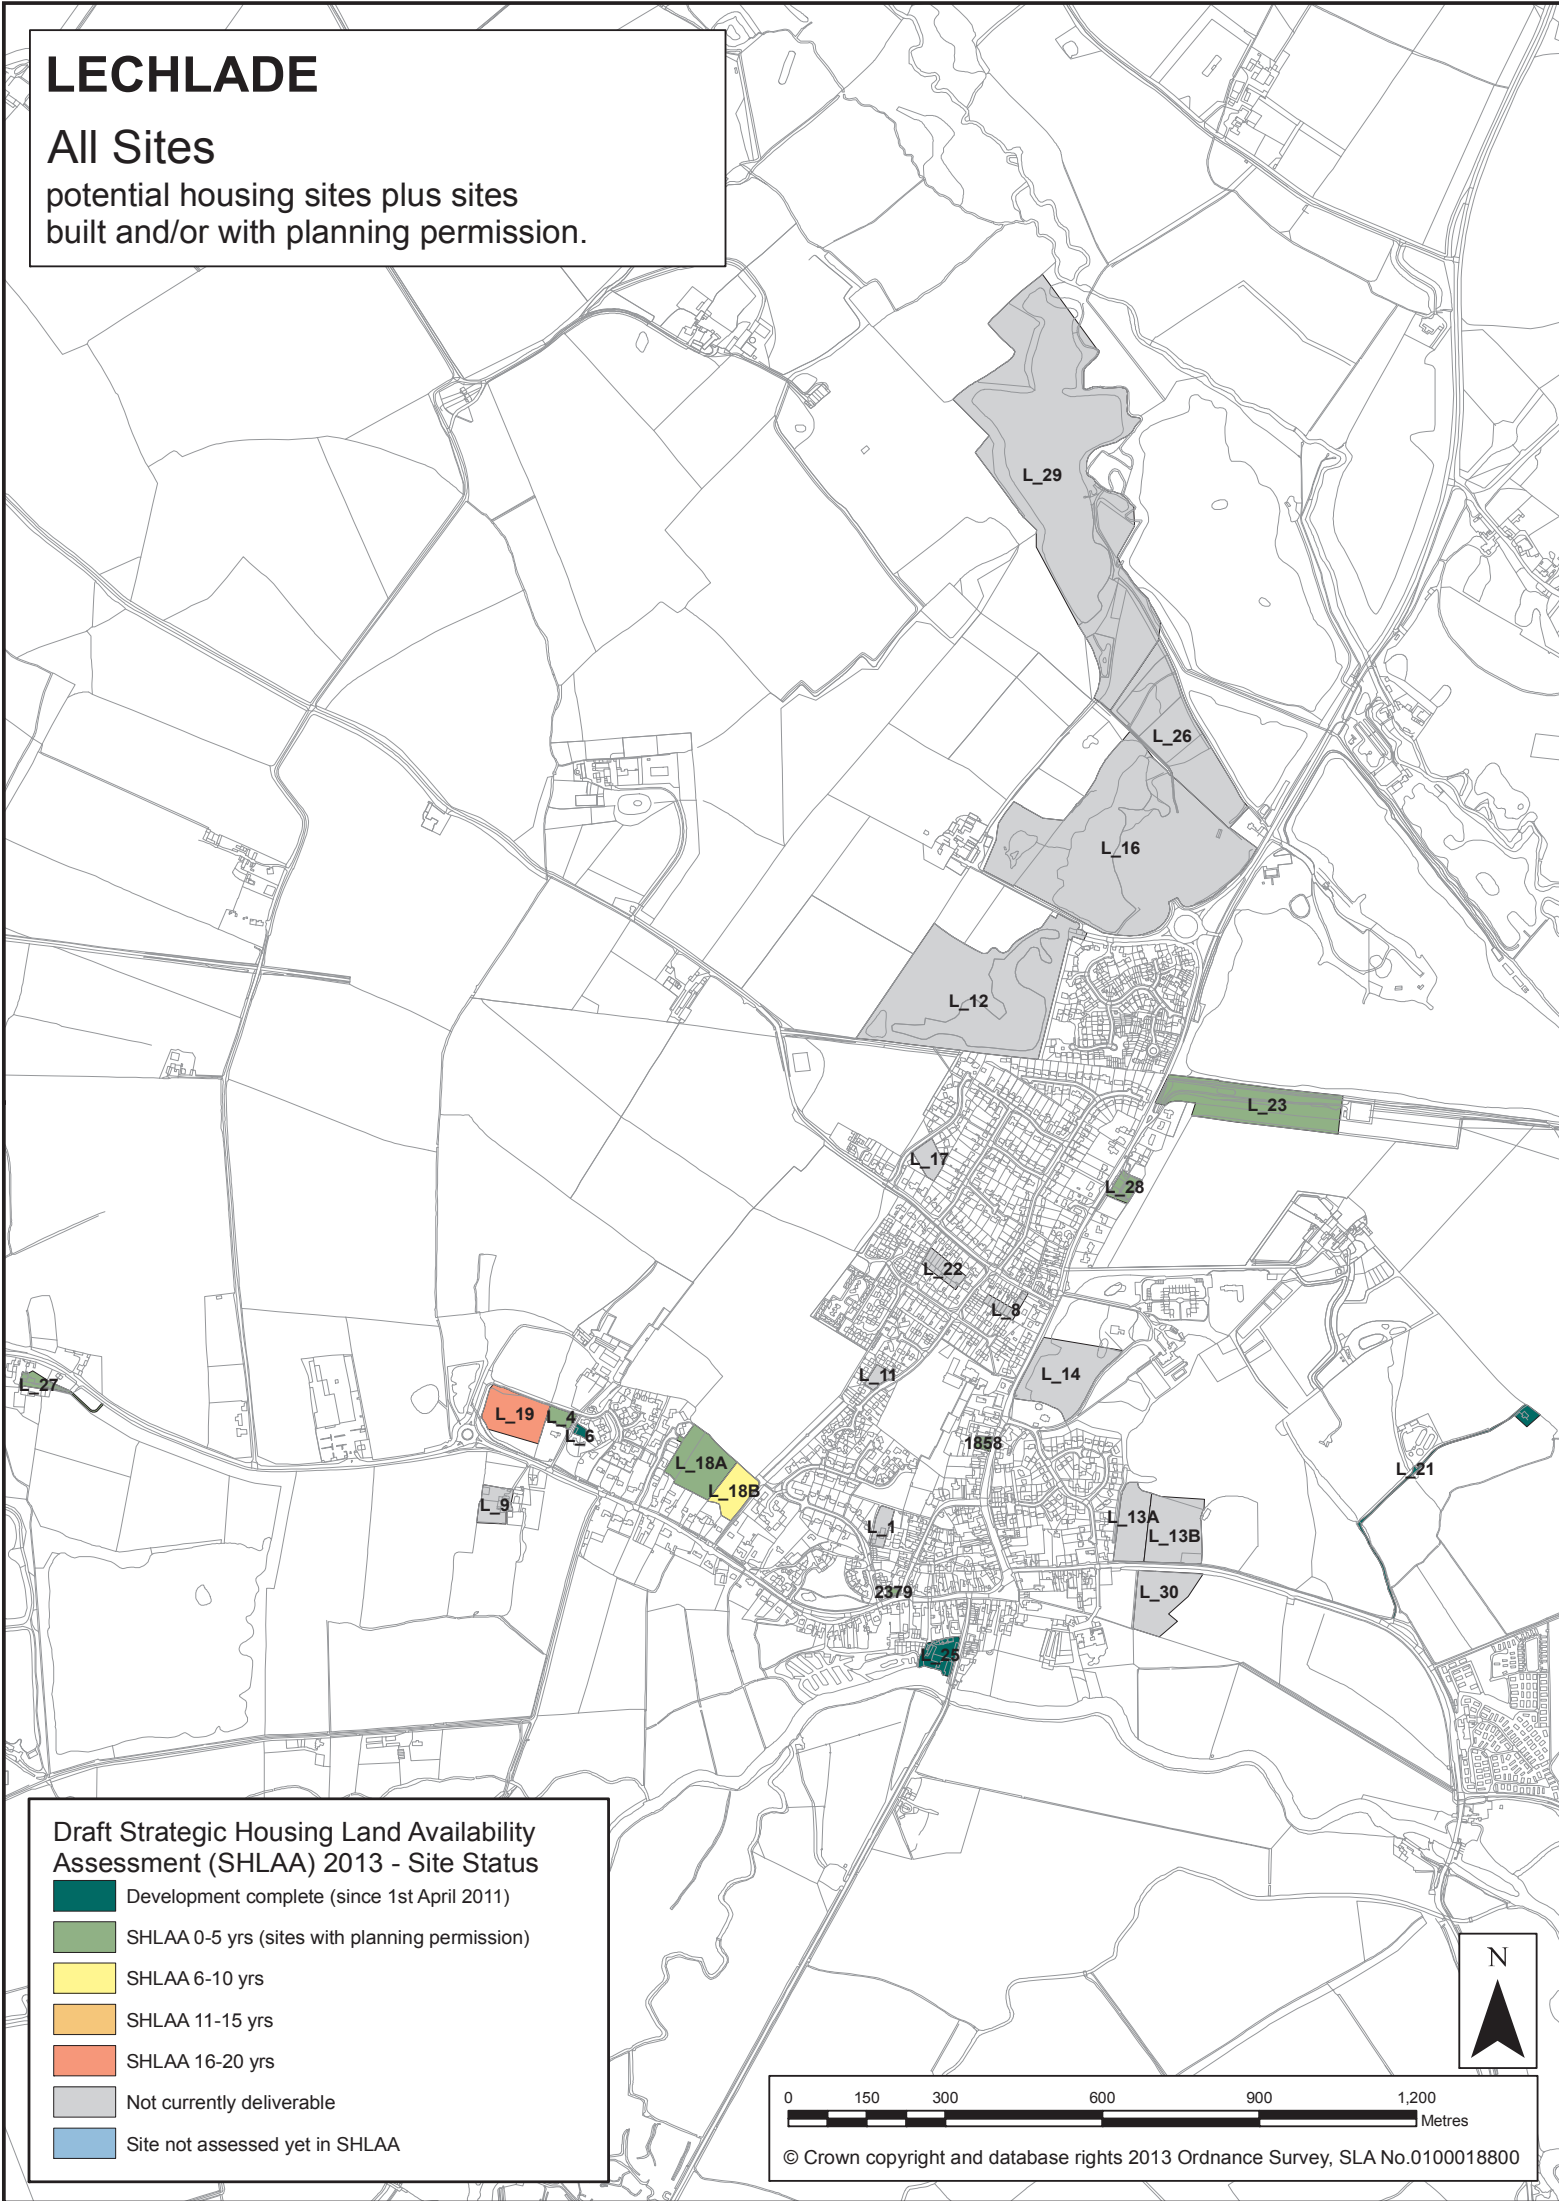 LECHLADE
All Sites
potential housing sites plus sites
built and/or with planning permission.
L_29
L_26
L_16
L_12
L_23
L_17
L_28
L_22
L_8
L_14
L_11
L_27
L_19
L_4
L_6
1858
L_18A
L_21
L_18B
L_9
L_13A
L_1
L_13B
2379
L_30
L_25
Draft Strategic Housing Land Availability
Assessment (SHLAA) 2013 - Site Status
Development complete (since 1st April 2011)
SHLAA 0-5 yrs (sites with planning permission)
SHLAA 6-10 yrs
SHLAA 11-15 yrs
SHLAA 16-20 yrs
Not currently deliverable
Site not assessed yet in SHLAA
N
0 150 300 600 900 1,200
Metres
© Crown copyright and database rights 2013 Ordnance Survey, SLA No.0100018800